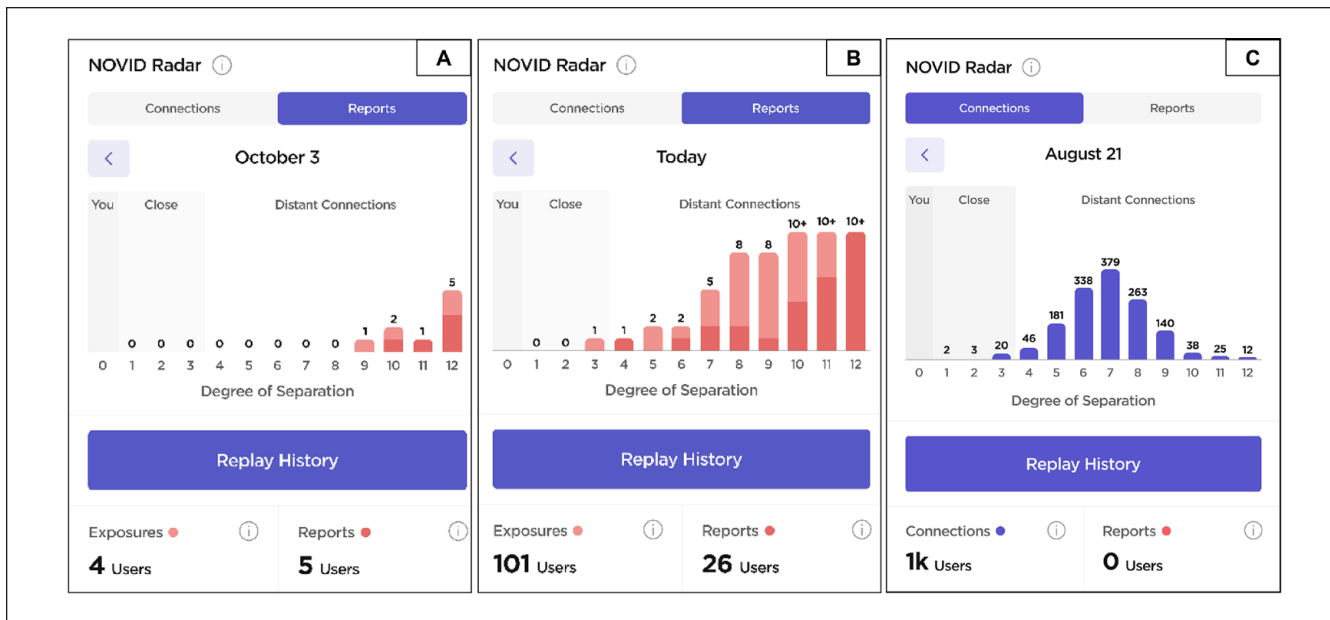 A
NOVID Radar
Connections Reports
October 3
You Close Distant Connections
5
2
1 1
0 0 0 0 0 0 0 0
0 1 2 3 4 5 6 7 8 9 10 11 12
Degree of Separation
Replay History
Exposures Reports
4 Users 5 Users
B
NOVID Radar
Connections Reports
Today
You Close Distant Connections
10+ 10+ 10+
8 8
5
2 2
0 0 1 1
0 1 2 3 4 5 6 7 8 9 10 11 12
Degree of Separation
Replay History
Exposures Reports
101 Users 26 Users
C
NOVID Radar
Connections Reports
August 21
You Close Distant Connections
2 3 20 46 181 338 379 263 140 38 25 12
0 1 2 3 4 5 6 7 8 9 10 11 12
Degree of Separation
Replay History
Connections Reports
1k Users 0 Users